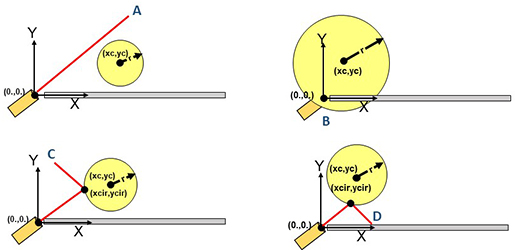 A
Y
(xc,yc)
r
(0.,0.)
X
Y
r
(xc,yc)
(0.,0.)
X
B
C
Y
(xc,yc)
r
(xcir,ycir)
(0.,0.)
X
Y
(xc,yc)
r
(xcir,ycir)
D
(0.,0.)
X